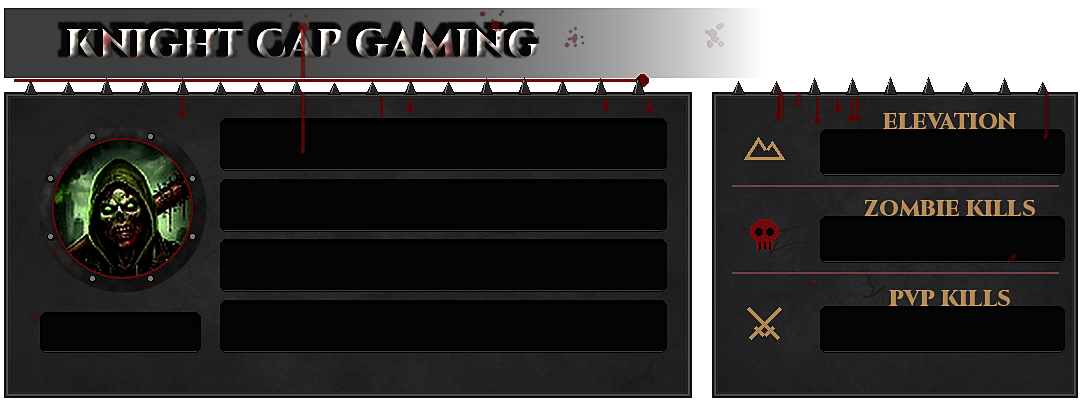 KNIGHT CAP GAMING
ELEVATION
ZOMBIE KILLS
PVP KILLS